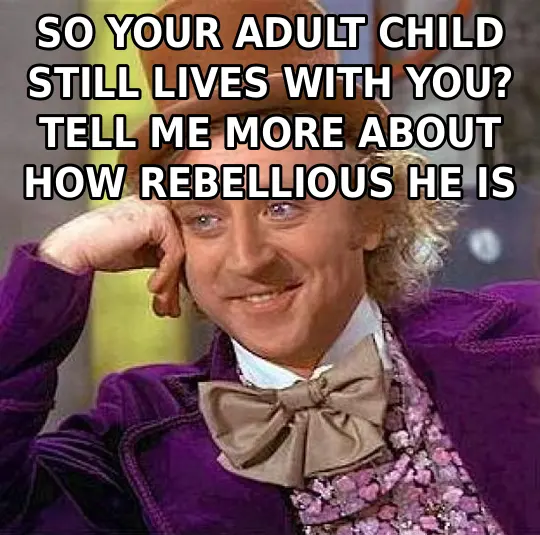 SO YOUR ADULT CHILD
STILL LIVES WITH YOU?
TELL ME MORE ABOUT
HOW REBELLIOUS HE IS